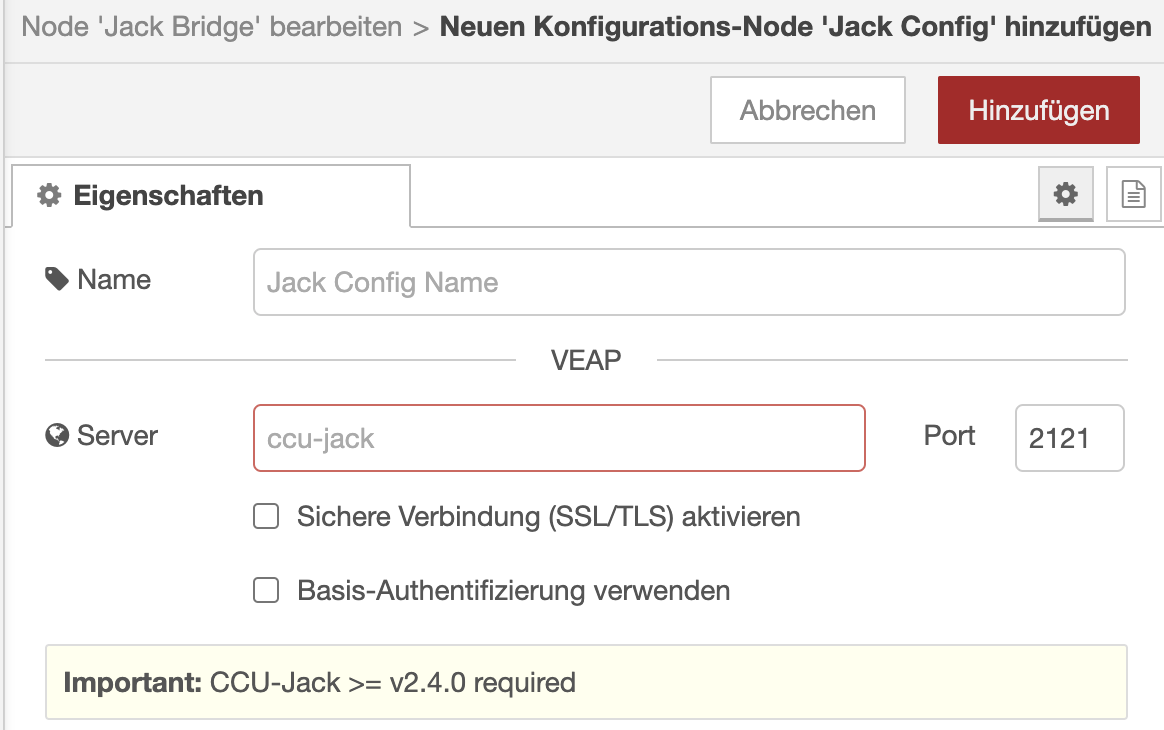 Node 'Jack Bridge' bearbeiten > Neuen Konfigurations-Node 'Jack Config' hinzufügen
Abbrechen Hinzufügen
Eigenschaften
Name Jack Config Name
VEAP
Server ccu-jack Port 2121
Sichere Verbindung (SSL/TLS) aktivieren
Basis-Authentifizierung verwenden
Important: CCU-Jack >= v2.4.0 required